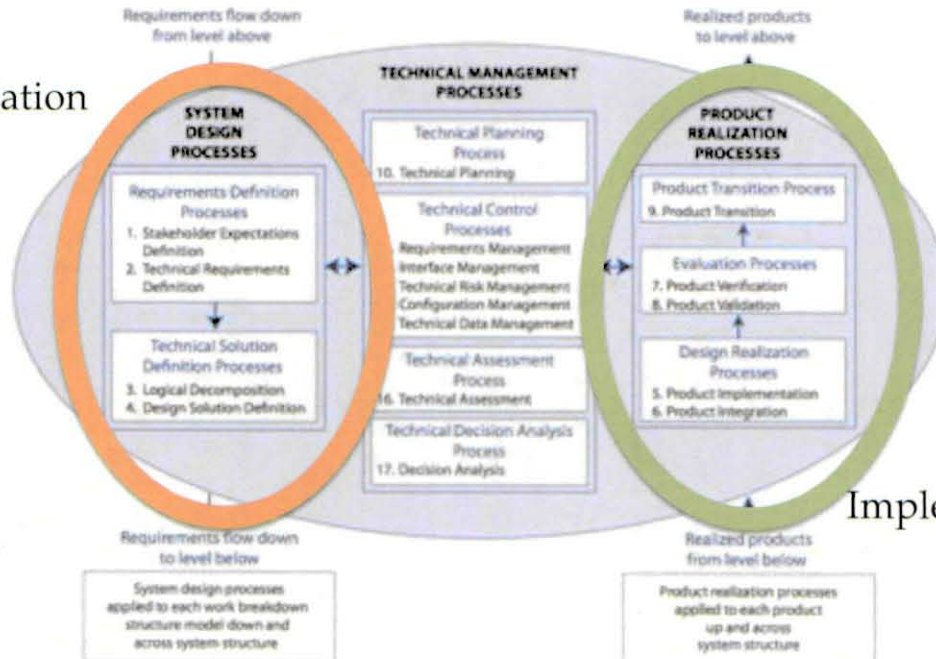 Requirements flow down
from level above
Realized products
to level above
ation
TECHNICAL MANAGEMENT
PROCESSES
SYSTEM
DESIGN
PROCESSES
Requirements Definition
Processes
1. Stakeholder Expectations
Definition
2. Technical Requirements
Definition
Technical Solution
Definition Processes
3. Logical Decomposition
4. Design Solution Definition
Technical Planning
Process
10. Technical Planning
Technical Control
Processes
Requirements Management
Interface Management
Technical Risk Management
Configuration Management
Technical Data Management
Technical Assessment
Process
16. Technical Assessment
Technical Decision Analysis
Process
17. Decision Analysis
PRODUCT
REALIZATION
PROCESSES
Product Transition Process
9. Product Transition
Evaluation Processes
7. Product Verification
8. Product Validation
Design Realization
Processes
5. Product Implementation
6. Product Integration
Imple
Requirements flow down
to level below
Realized products
from level below
System design processes
applied to each work breakdown
structure model down and
across system structure
Product realization processes
applied to each product
up and across
system structure